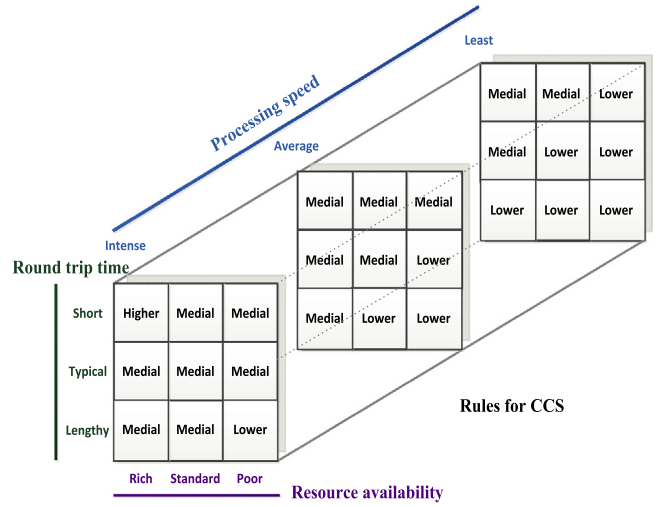 Least
Processing speed
Average
Intense
Medial Medial Lower
Medial Lower Lower
Lower Lower Lower
Medial Medial Medial
Medial Medial Lower
Medial Lower Lower
Round trip time
Short Higher Medial Medial
Typical Medial Medial Medial
Lengthy Medial Medial Lower
Rich Standard Poor
Resource availability
Rules for CCS